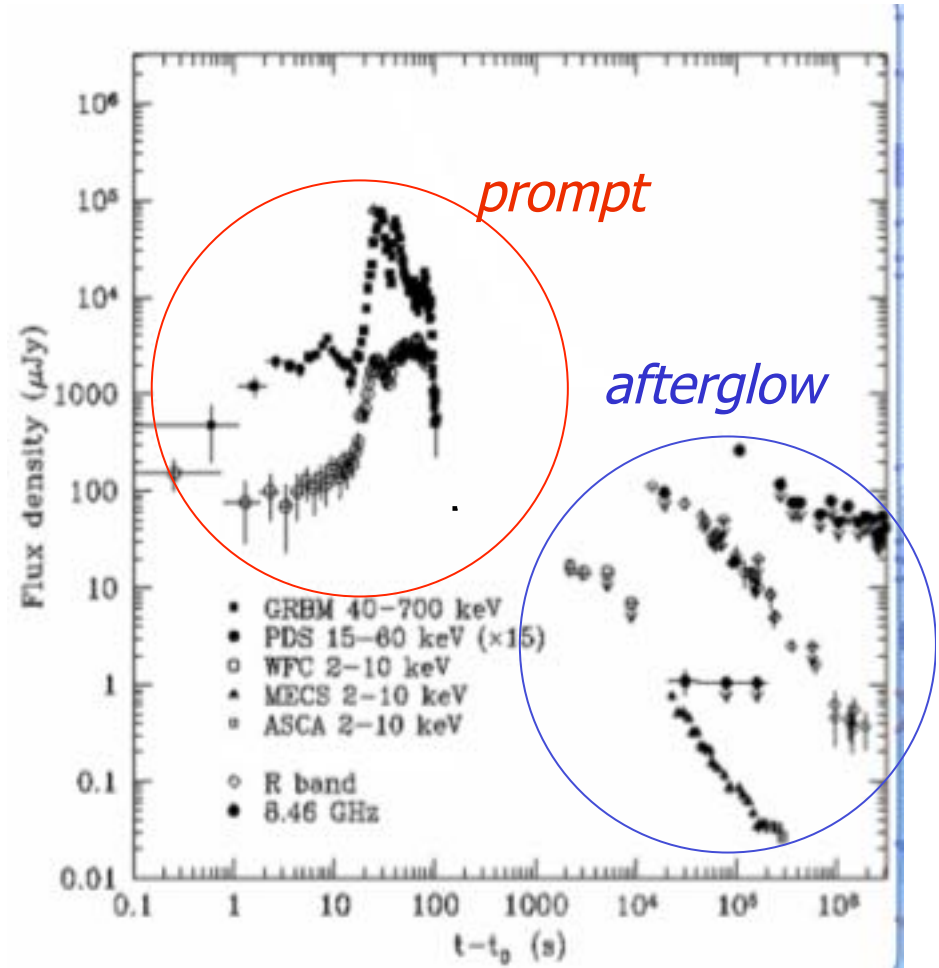 10⁶
prompt
10⁵
10⁴
afterglow
1000
100
10
1
0.1
0.01
Flux density (μJy)
GRBM 40-700 keV
PDS 15-60 keV (×15)
WFC 2-10 keV
MECS 2-10 keV
ASCA 2-10 keV
R band
8.46 GHz
0.1 1 10 100 1000 10⁴ 10⁵ 10⁶
t-t₀ (s)